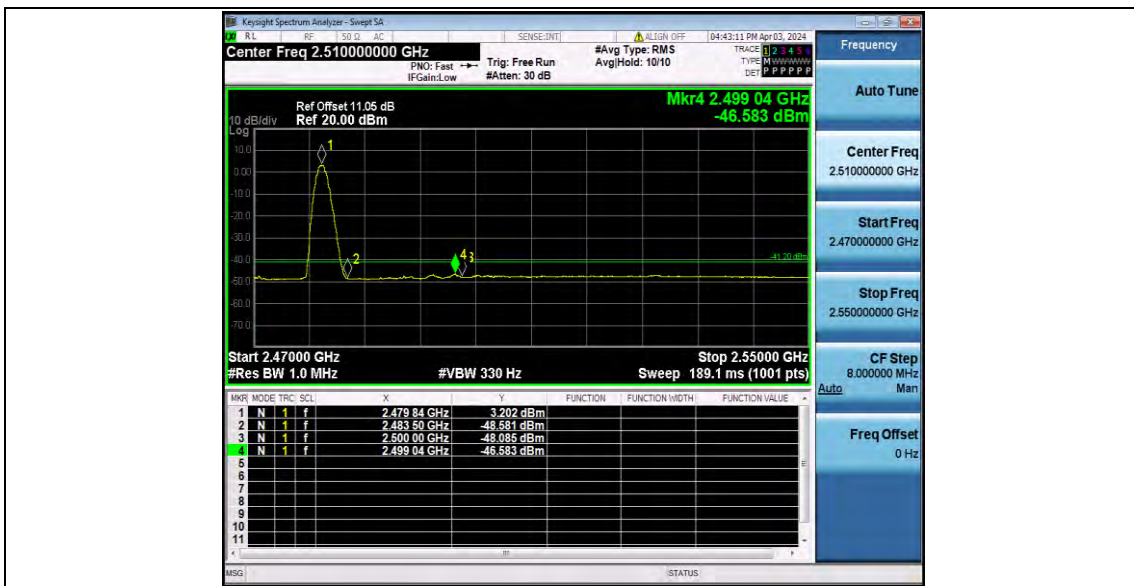 Keysight Spectrum Analyzer - Swept SA
RL RF 50 Ω AC SENSE:INT ALIGN OFF 04:43:11 PM Apr 03, 2024
Center Freq 2.510000000 GHz
PNO: Fast
IFGain:Low
Trig: Free Run
#Atten: 30 dB
#Avg Type: RMS
Avg|Hold: 10/10
TRACE 1 2 3 4 5 6
TYPE M W W W W W
DET P P P P P P
Ref Offset 11.05 dB
Ref 20.00 dBm
10 dB/div
Log
Mkr4 2.499 04 GHz
-46.583 dBm
10.0
0.00
-10.0
-20.0
-30.0
-40.0
-50.0
-60.0
-70.0
1
2
4
3
-41.20 dBm
Start 2.47000 GHz
Stop 2.55000 GHz
#Res BW 1.0 MHz
#VBW 330 Hz
Sweep 189.1 ms (1001 pts)
MKR MODE TRC SCL X Y FUNCTION FUNCTION WIDTH FUNCTION VALUE
1 N 1 f 2.479 84 GHz 3.202 dBm
2 N 1 f 2.483 50 GHz -48.581 dBm
3 N 1 f 2.500 00 GHz -48.085 dBm
4 N 1 f 2.499 04 GHz -46.583 dBm
5
6
7
8
9
10
11
MSG
STATUS
Frequency
Auto Tune
Center Freq
2.510000000 GHz
Start Freq
2.470000000 GHz
Stop Freq
2.550000000 GHz
CF Step
8.000000 MHz
Auto Man
Freq Offset
0 Hz